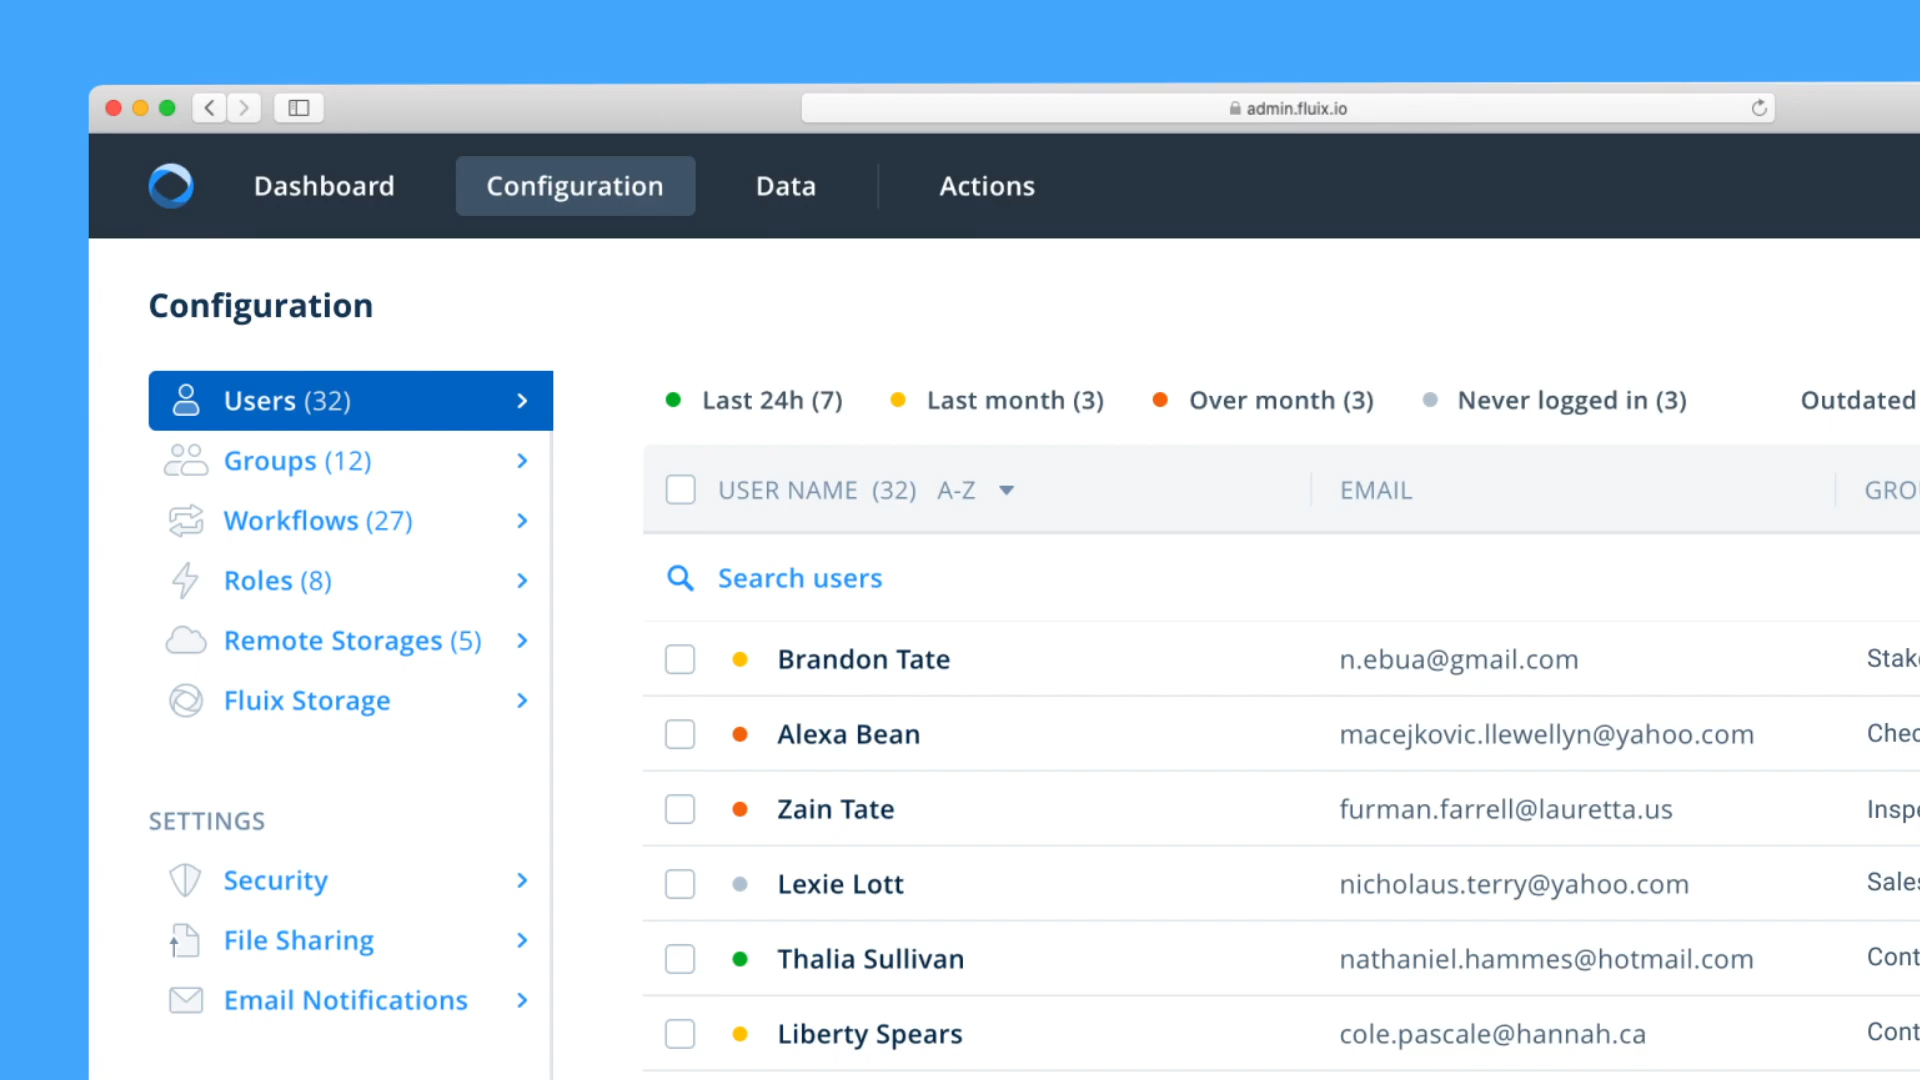 admin.fluix.io
Dashboard Configuration Data Actions
Configuration
Users (32)
Groups (12)
Workflows (27)
Roles (8)
Remote Storages (5)
Fluix Storage
SETTINGS
Security
File Sharing
Email Notifications
Last 24h (7) Last month (3) Over month (3) Never logged in (3) Outdated
USER NAME (32) A-Z EMAIL GROU
Search users
Brandon Tate n.ebua@gmail.com Stake
Alexa Bean macejkovic.llewellyn@yahoo.com Chec
Zain Tate furman.farrell@lauretta.us Inspe
Lexie Lott nicholaus.terry@yahoo.com Sales
Thalia Sullivan nathaniel.hammes@hotmail.com Cont
Liberty Spears cole.pascale@hannah.ca Cont